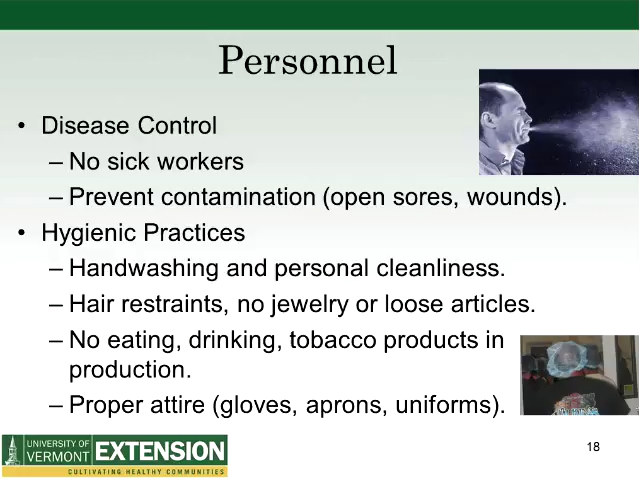 Personnel
• Disease Control
– No sick workers
– Prevent contamination (open sores, wounds).
• Hygienic Practices
– Handwashing and personal cleanliness.
– Hair restraints, no jewelry or loose articles.
– No eating, drinking, tobacco products in
production.
– Proper attire (gloves, aprons, uniforms).
UNIVERSITY OF
VERMONT
EXTENSION
CULTIVATING HEALTHY COMMUNITIES
18